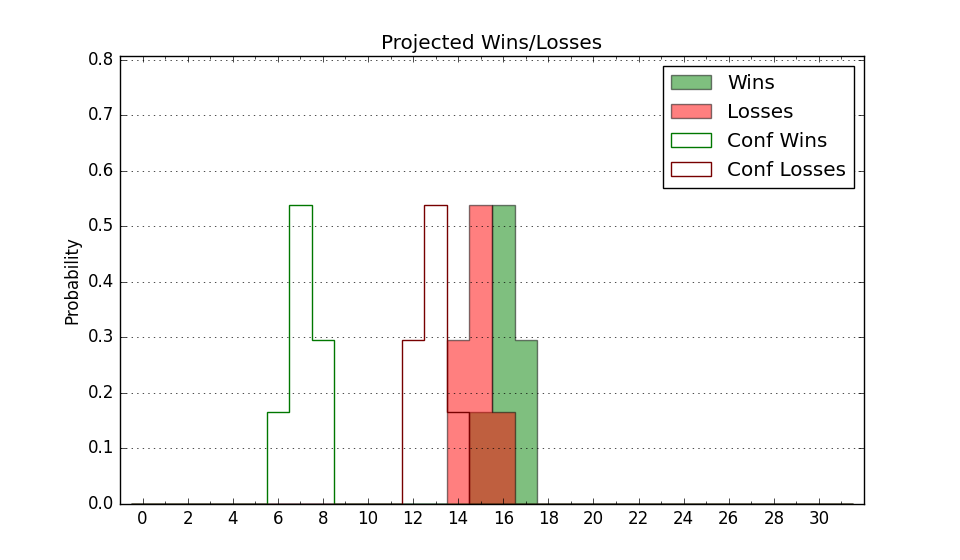 Projected Wins/Losses
0.8
0.7
0.6
0.5
0.4
0.3
0.2
0.1
0.0
Probability
Wins
Losses
Conf Wins
Conf Losses
0 2 4 6 8 10 12 14 16 18 20 22 24 26 28 30